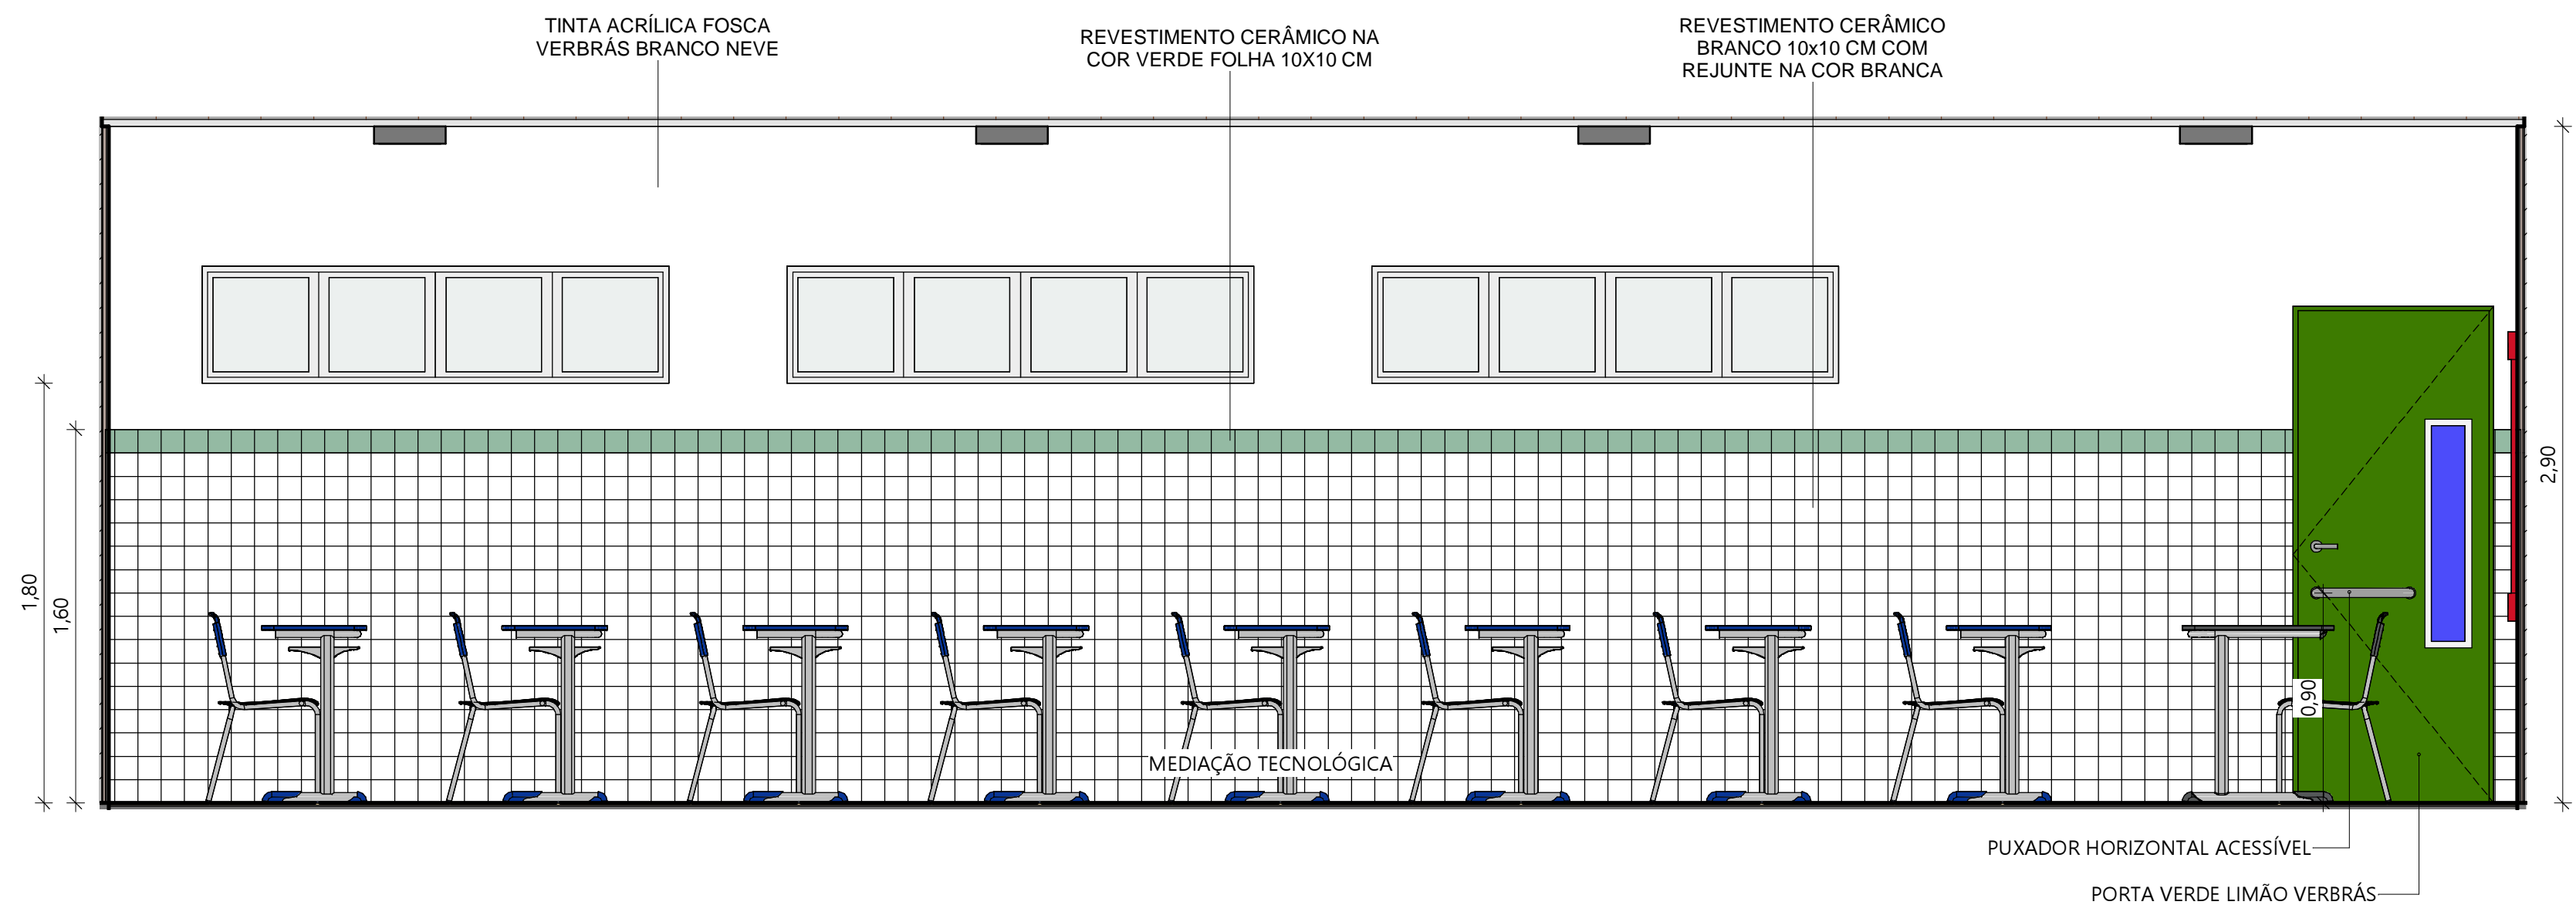 TINTA ACRÍLICA FOSCA
VERBRÁS BRANCO NEVE
REVESTIMENTO CERÂMICO NA
COR VERDE FOLHA 10X10 CM
REVESTIMENTO CERÂMICO
BRANCO 10x10 CM COM
REJUNTE NA COR BRANCA
1,80
1,60
2,90
0,90
MEDIAÇÃO TECNOLÓGICA
PUXADOR HORIZONTAL ACESSÍVEL
PORTA VERDE LIMÃO VERBRÁS